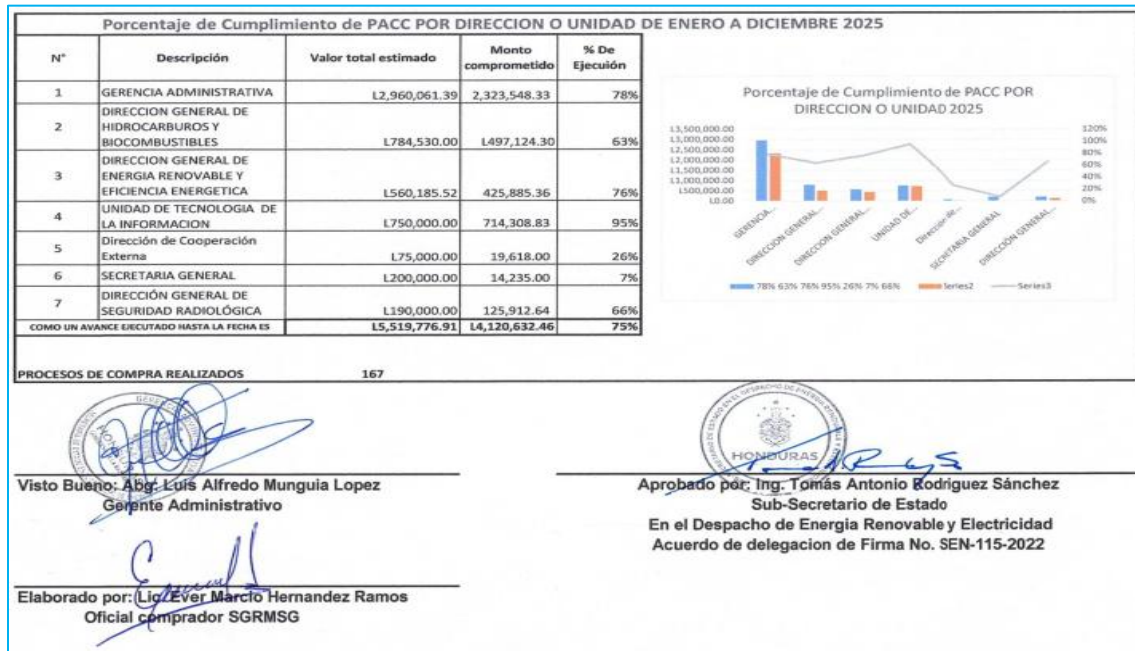 Porcentaje de Cumplimiento de PACC POR DIRECCION O UNIDAD DE ENERO A DICIEMBRE 2025
N° Descripción Valor total estimado Monto comprometido % De Ejecuión
1 GERENCIA ADMINISTRATIVA L2,960,061.39 2,323,548.33 78%
2 DIRECCION GENERAL DE HIDROCARBUROS Y BIOCOMBUSTIBLES L784,530.00 L497,124.30 63%
3 DIRECCION GENERAL DE ENERGIA RENOVABLE Y EFICIENCIA ENERGETICA L560,185.52 425,885.36 76%
4 UNIDAD DE TECNOLOGIA DE LA INFORMACION L750,000.00 714,308.83 95%
5 Dirección de Cooperación Externa L75,000.00 19,618.00 26%
6 SECRETARIA GENERAL L200,000.00 14,235.00 7%
7 DIRECCIÓN GENERAL DE SEGURIDAD RADIOLÓGICA L190,000.00 125,912.64 66%
COMO UN AVANCE EJECUTADO HASTA LA FECHA ES L5,519,776.91 L4,120,632.46 75%
PROCESOS DE COMPRA REALIZADOS 167
Porcentaje de Cumplimiento de PACC POR
DIRECCION O UNIDAD 2025
L3,500,000.00 120%
L3,000,000.00 100%
L2,500,000.00 80%
L2,000,000.00 60%
L1,500,000.00
L1,000,000.00 40%
L500,000.00 20%
L0.00 0%
GERENCIA...
DIRECCION GENERAL...
DIRECCION GENERAL...
UNIDAD DE...
Dirección de...
SECRETARIA GENERAL
DIRECCIÓN GENERAL...
78% 63% 76% 95% 26% 7% 66% Series2 Series3
HONDURAS
Visto Bueno: Abg. Luis Alfredo Munguia Lopez
Gerente Administrativo
Aprobado por: Ing. Tomás Antonio Rodriguez Sánchez
Sub-Secretario de Estado
En el Despacho de Energia Renovable y Electricidad
Acuerdo de delegacion de Firma No. SEN-115-2022
Elaborado por: Lic. Ever Marcio Hernandez Ramos
Oficial comprador SGRMSG